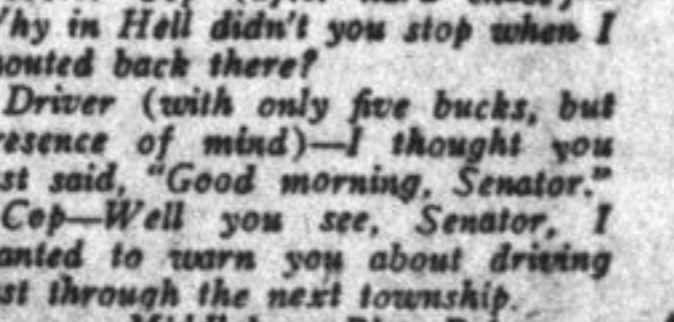 hy in Hell didn't you stop when I
outed back there?
Driver (with only five bucks, but
resence of mind)—I thought you
st said, "Good morning, Senator."
Cop—Well you see, Senator, I
anted to warn you about driving
st through the next township.